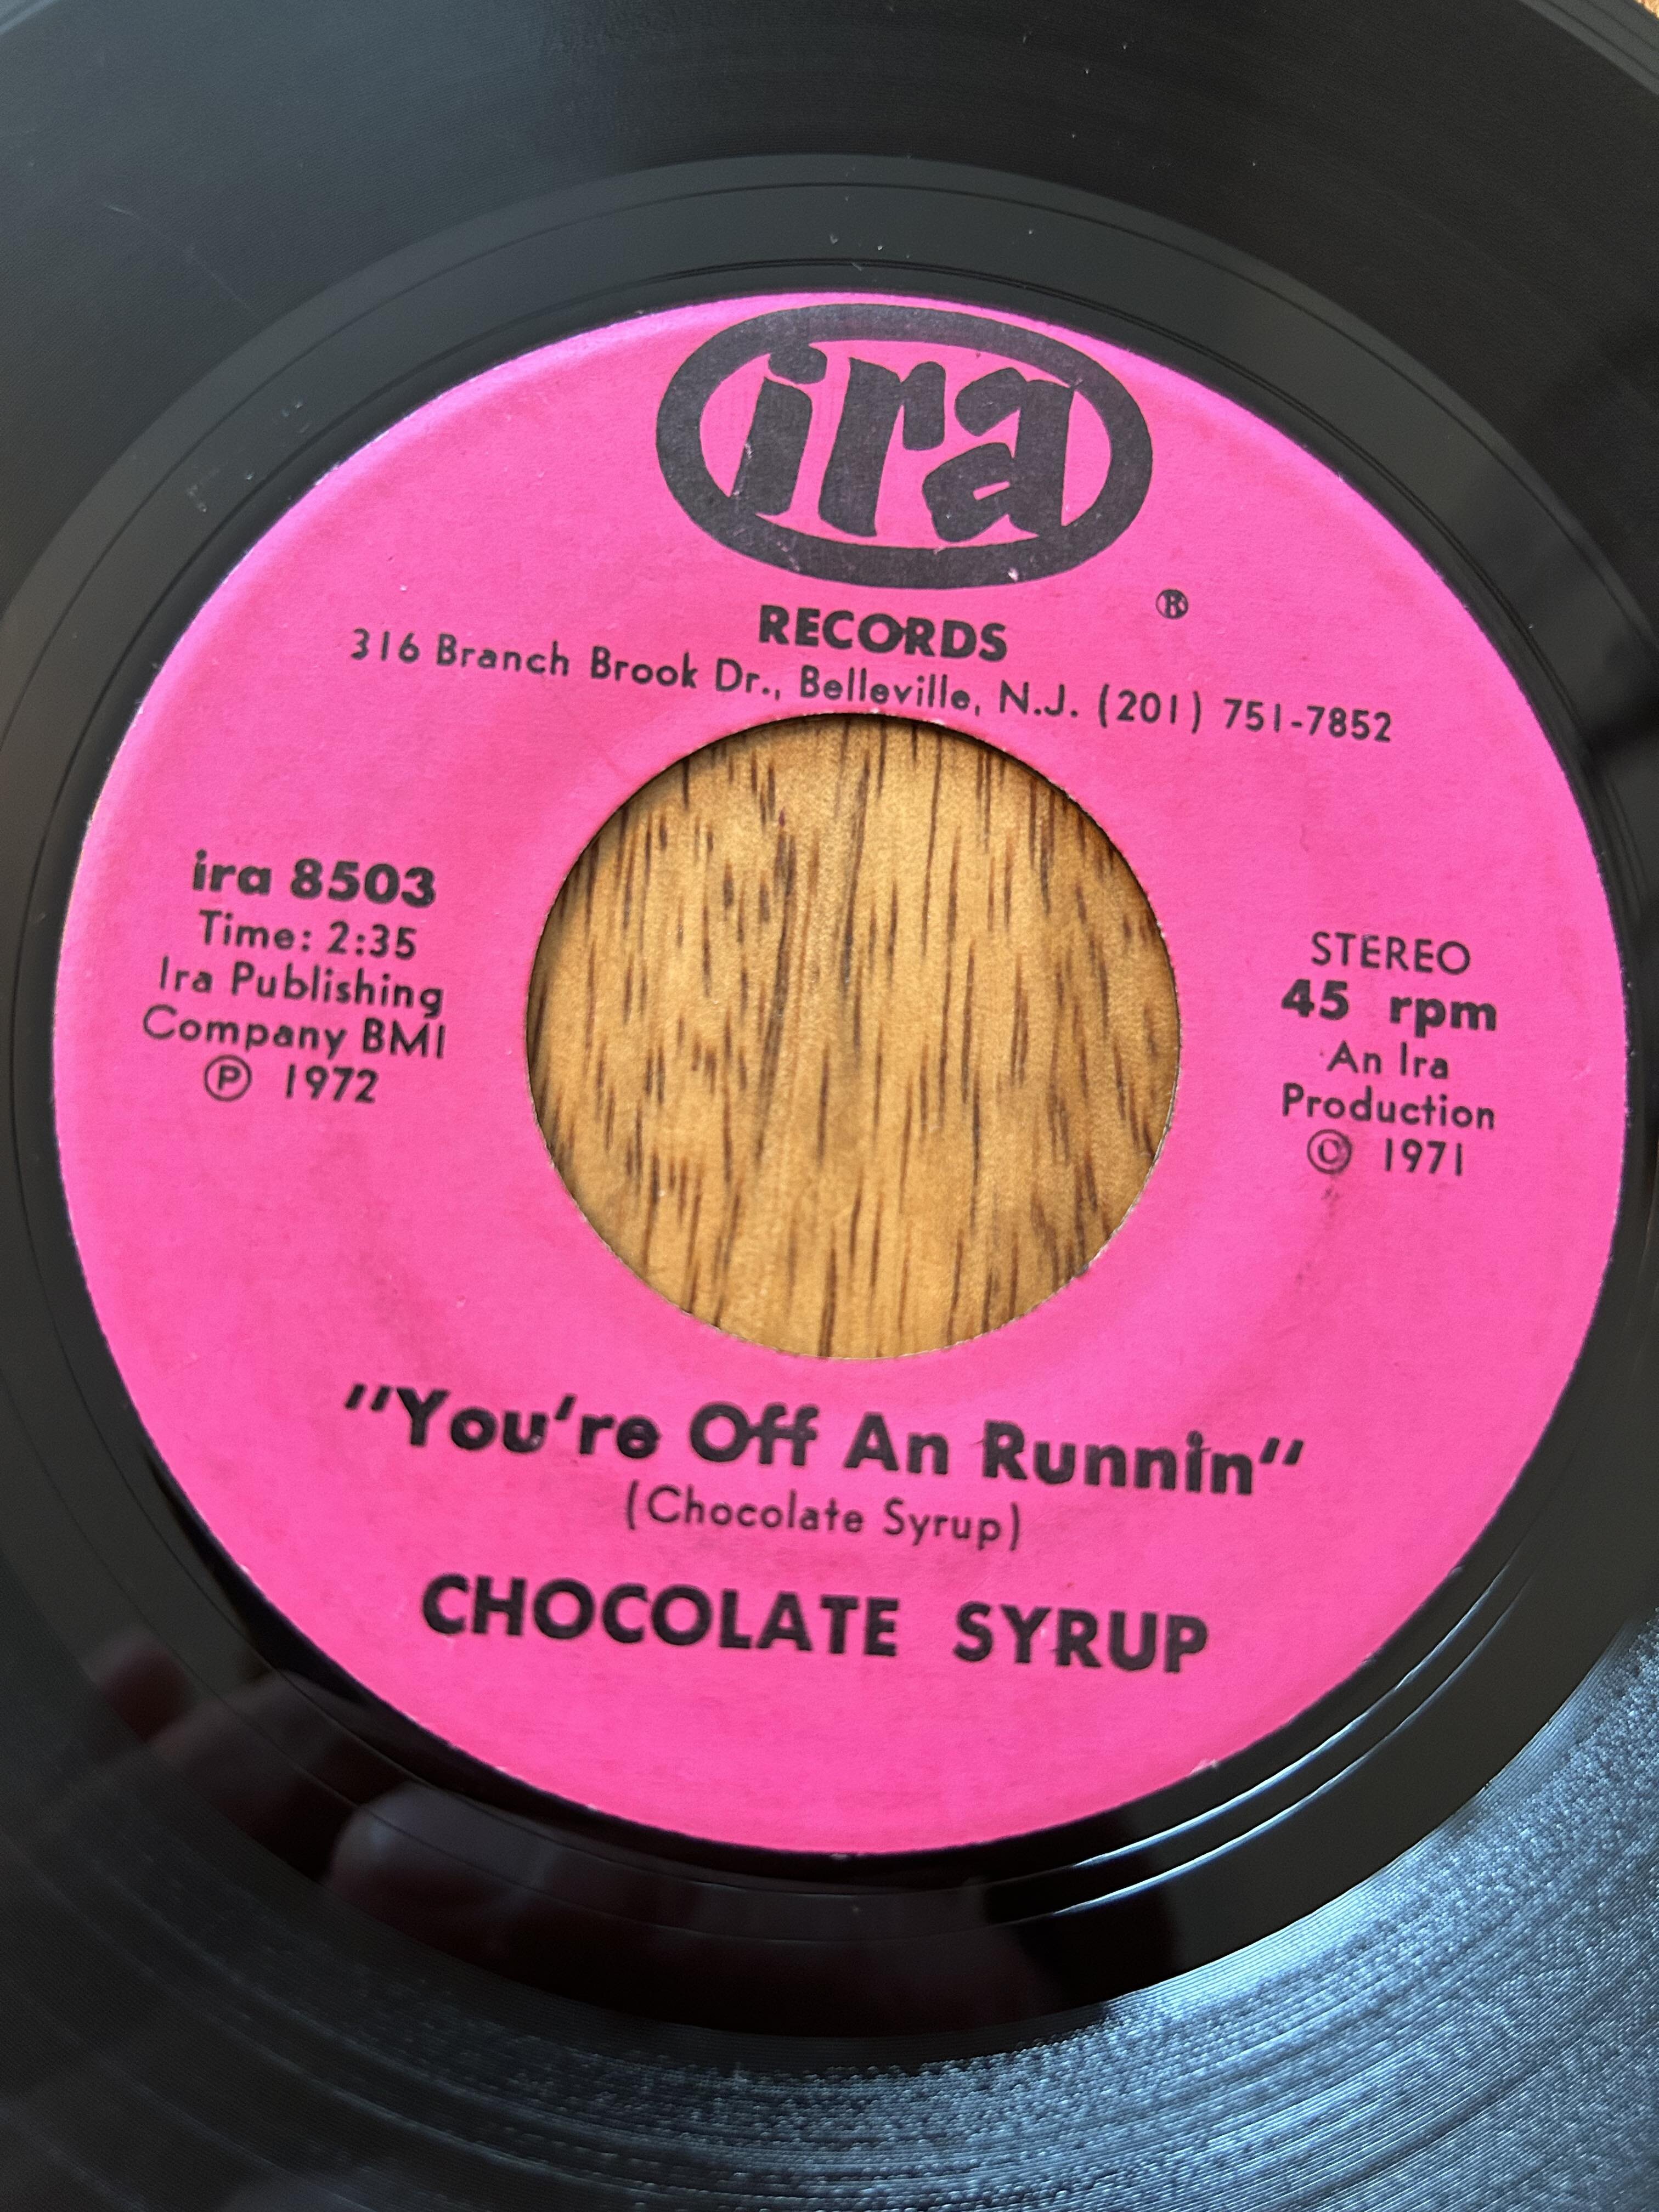 ira
®
RECORDS
316 Branch Brook Dr., Belleville, N.J. (201) 751-7852
ira 8503
Time: 2:35
Ira Publishing
Company BMI
Ⓟ 1972
STEREO
45 rpm
An Ira
Production
© 1971
"You're Off An Runnin"
(Chocolate Syrup)
CHOCOLATE SYRUP